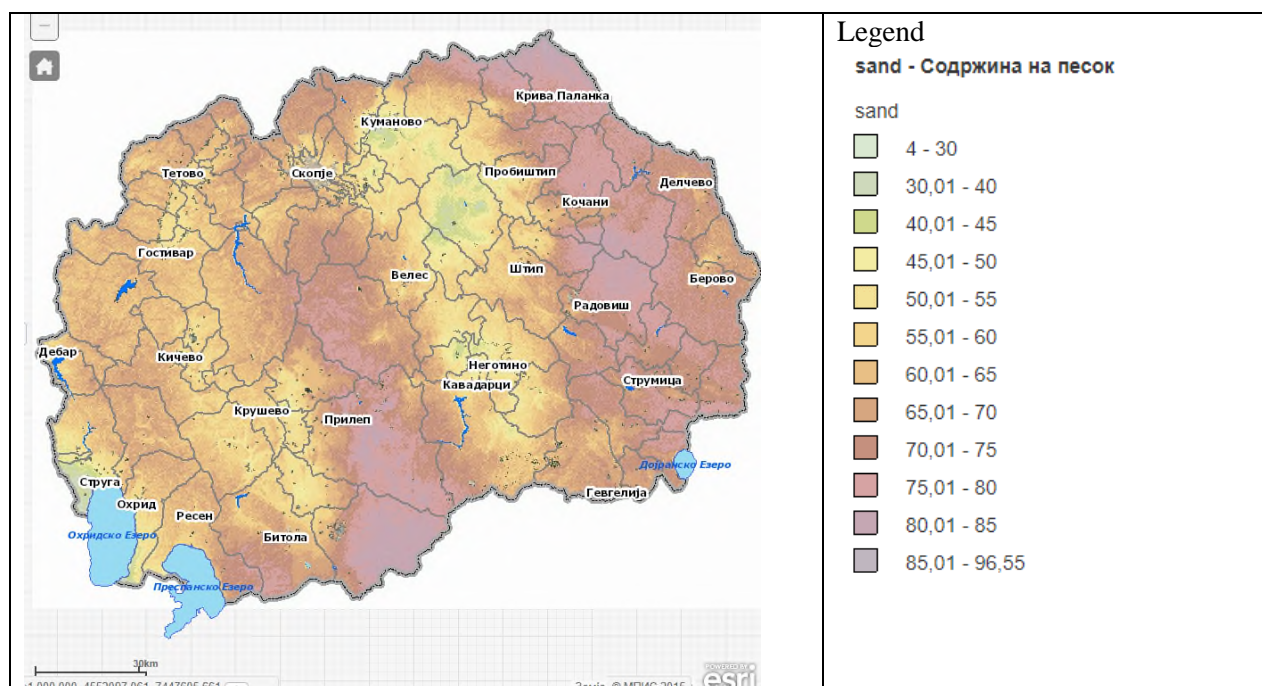 Крива Паланка
Куманово
Тетово
Скопје
Пробиштип
Делчево
Кочани
Гостивар
Велес
Штип
Берово
Радовиш
Дебар
Кичево
Неготино
Кавадарци
Струмица
Крушево
Прилеп
Дојранско Езеро
Струга
Гевгелија
Охрид
Ресен
Охридско Езеро
Битола
Преспанско Езеро
30km
POWERED BY
esri
Legend
sand - Содржина на песок
sand
4 - 30
30,01 - 40
40,01 - 45
45,01 - 50
50,01 - 55
55,01 - 60
60,01 - 65
65,01 - 70
70,01 - 75
75,01 - 80
80,01 - 85
85,01 - 96,55